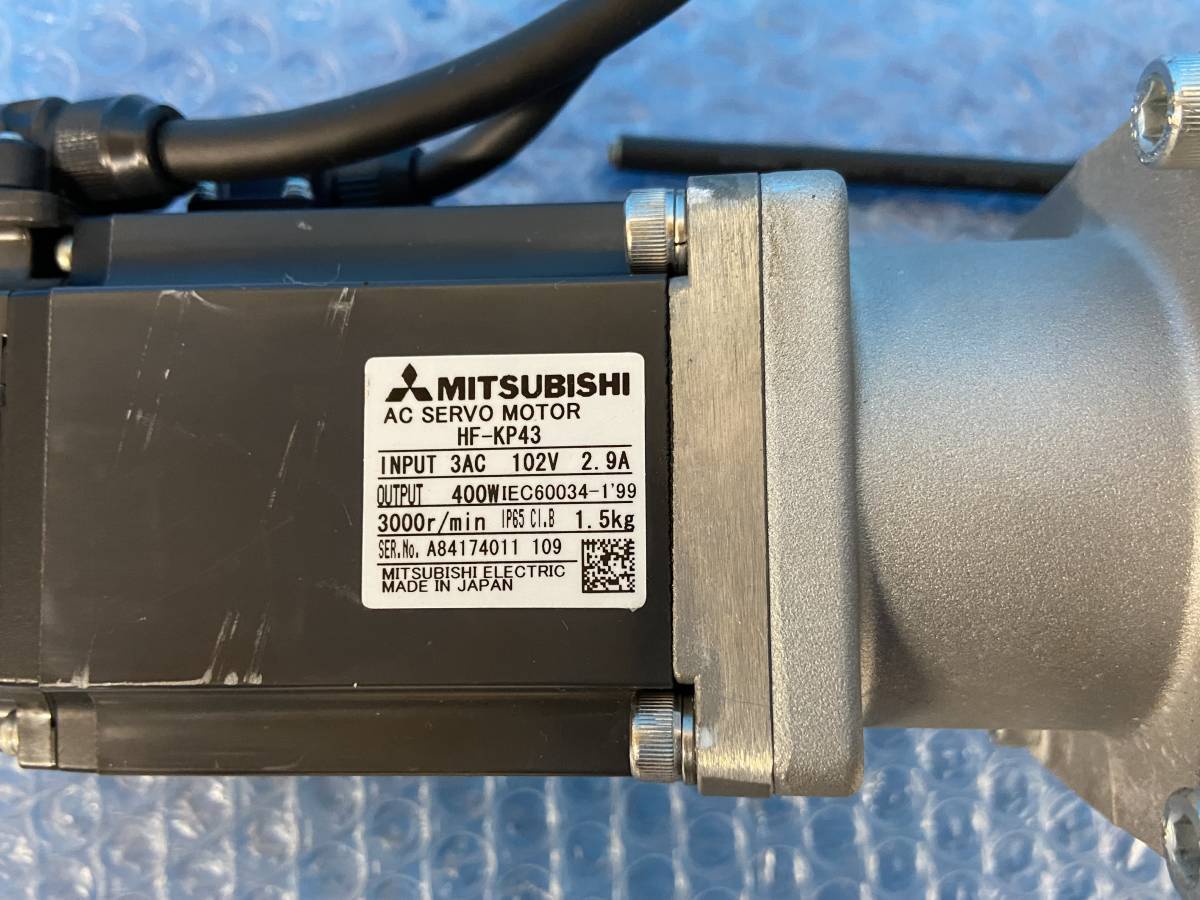 MITSUBISHI
AC SERVO MOTOR
HF-KP43
INPUT 3AC 102V 2.9A
OUTPUT 400W IEC60034-1'99
3000r/min IP65 Cl.B 1.5kg
SER.No. A84174011 109
MITSUBISHI ELECTRIC
MADE IN JAPAN